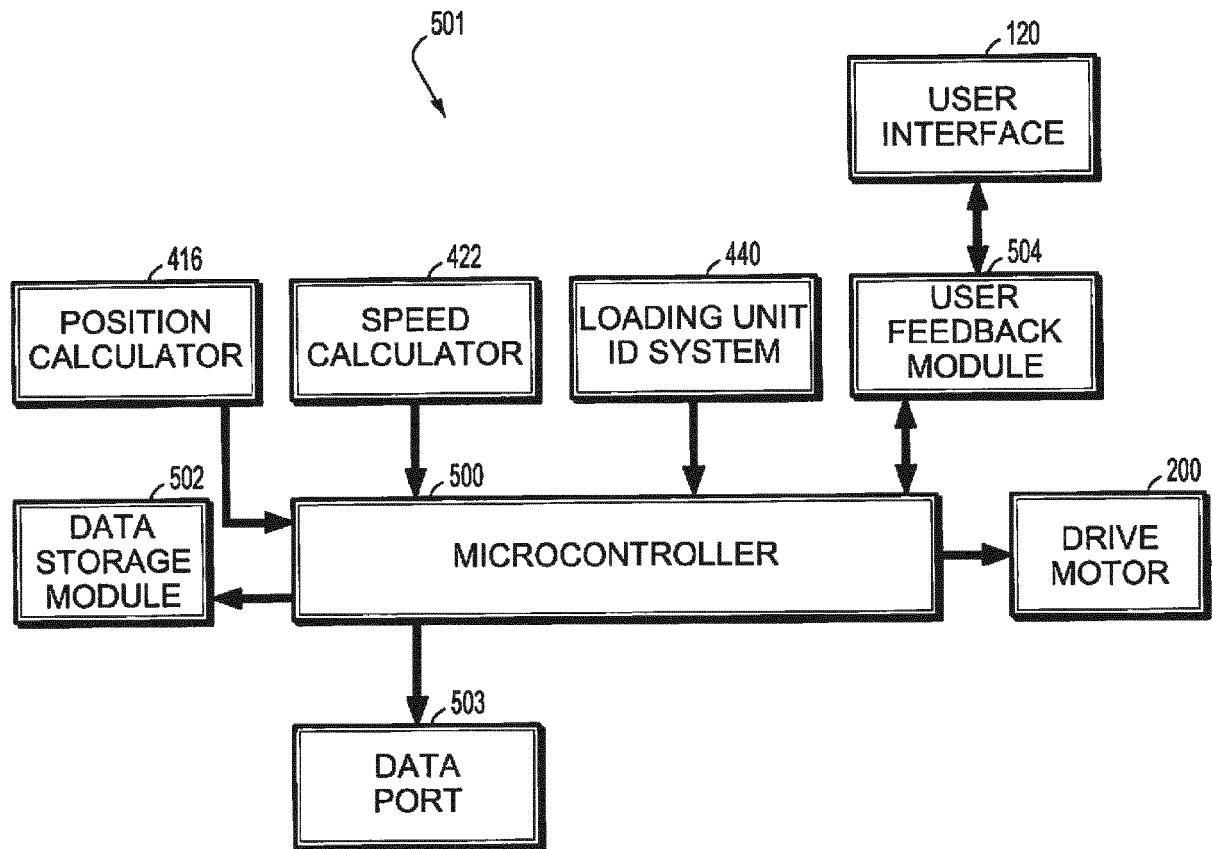 501
120
USER
INTERFACE
416
POSITION
CALCULATOR
422
SPEED
CALCULATOR
440
LOADING UNIT
ID SYSTEM
504
USER
FEEDBACK
MODULE
502
DATA
STORAGE
MODULE
500
MICROCONTROLLER
200
DRIVE
MOTOR
503
DATA
PORT